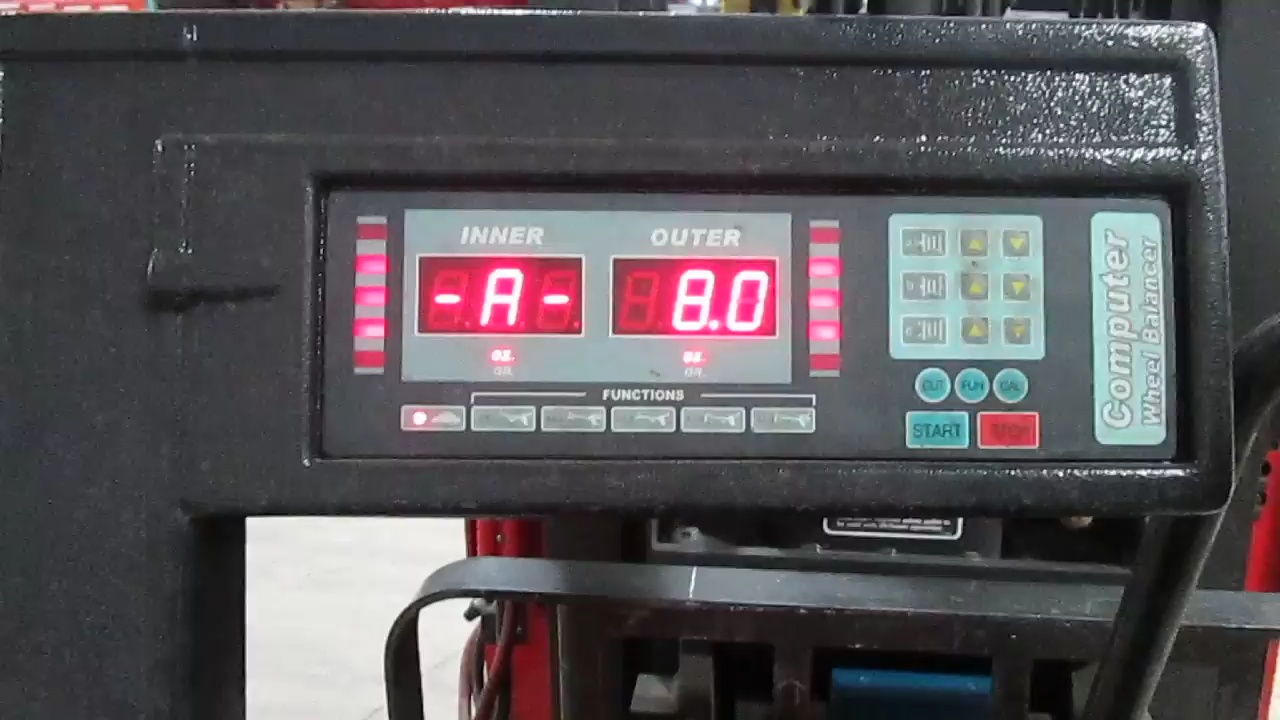 INNER OUTER
-A- 8.0
oz. oz.
GR. GR.
FUNCTIONS
CUT FUN CAL
START STOP
Computer
Wheel Balancer